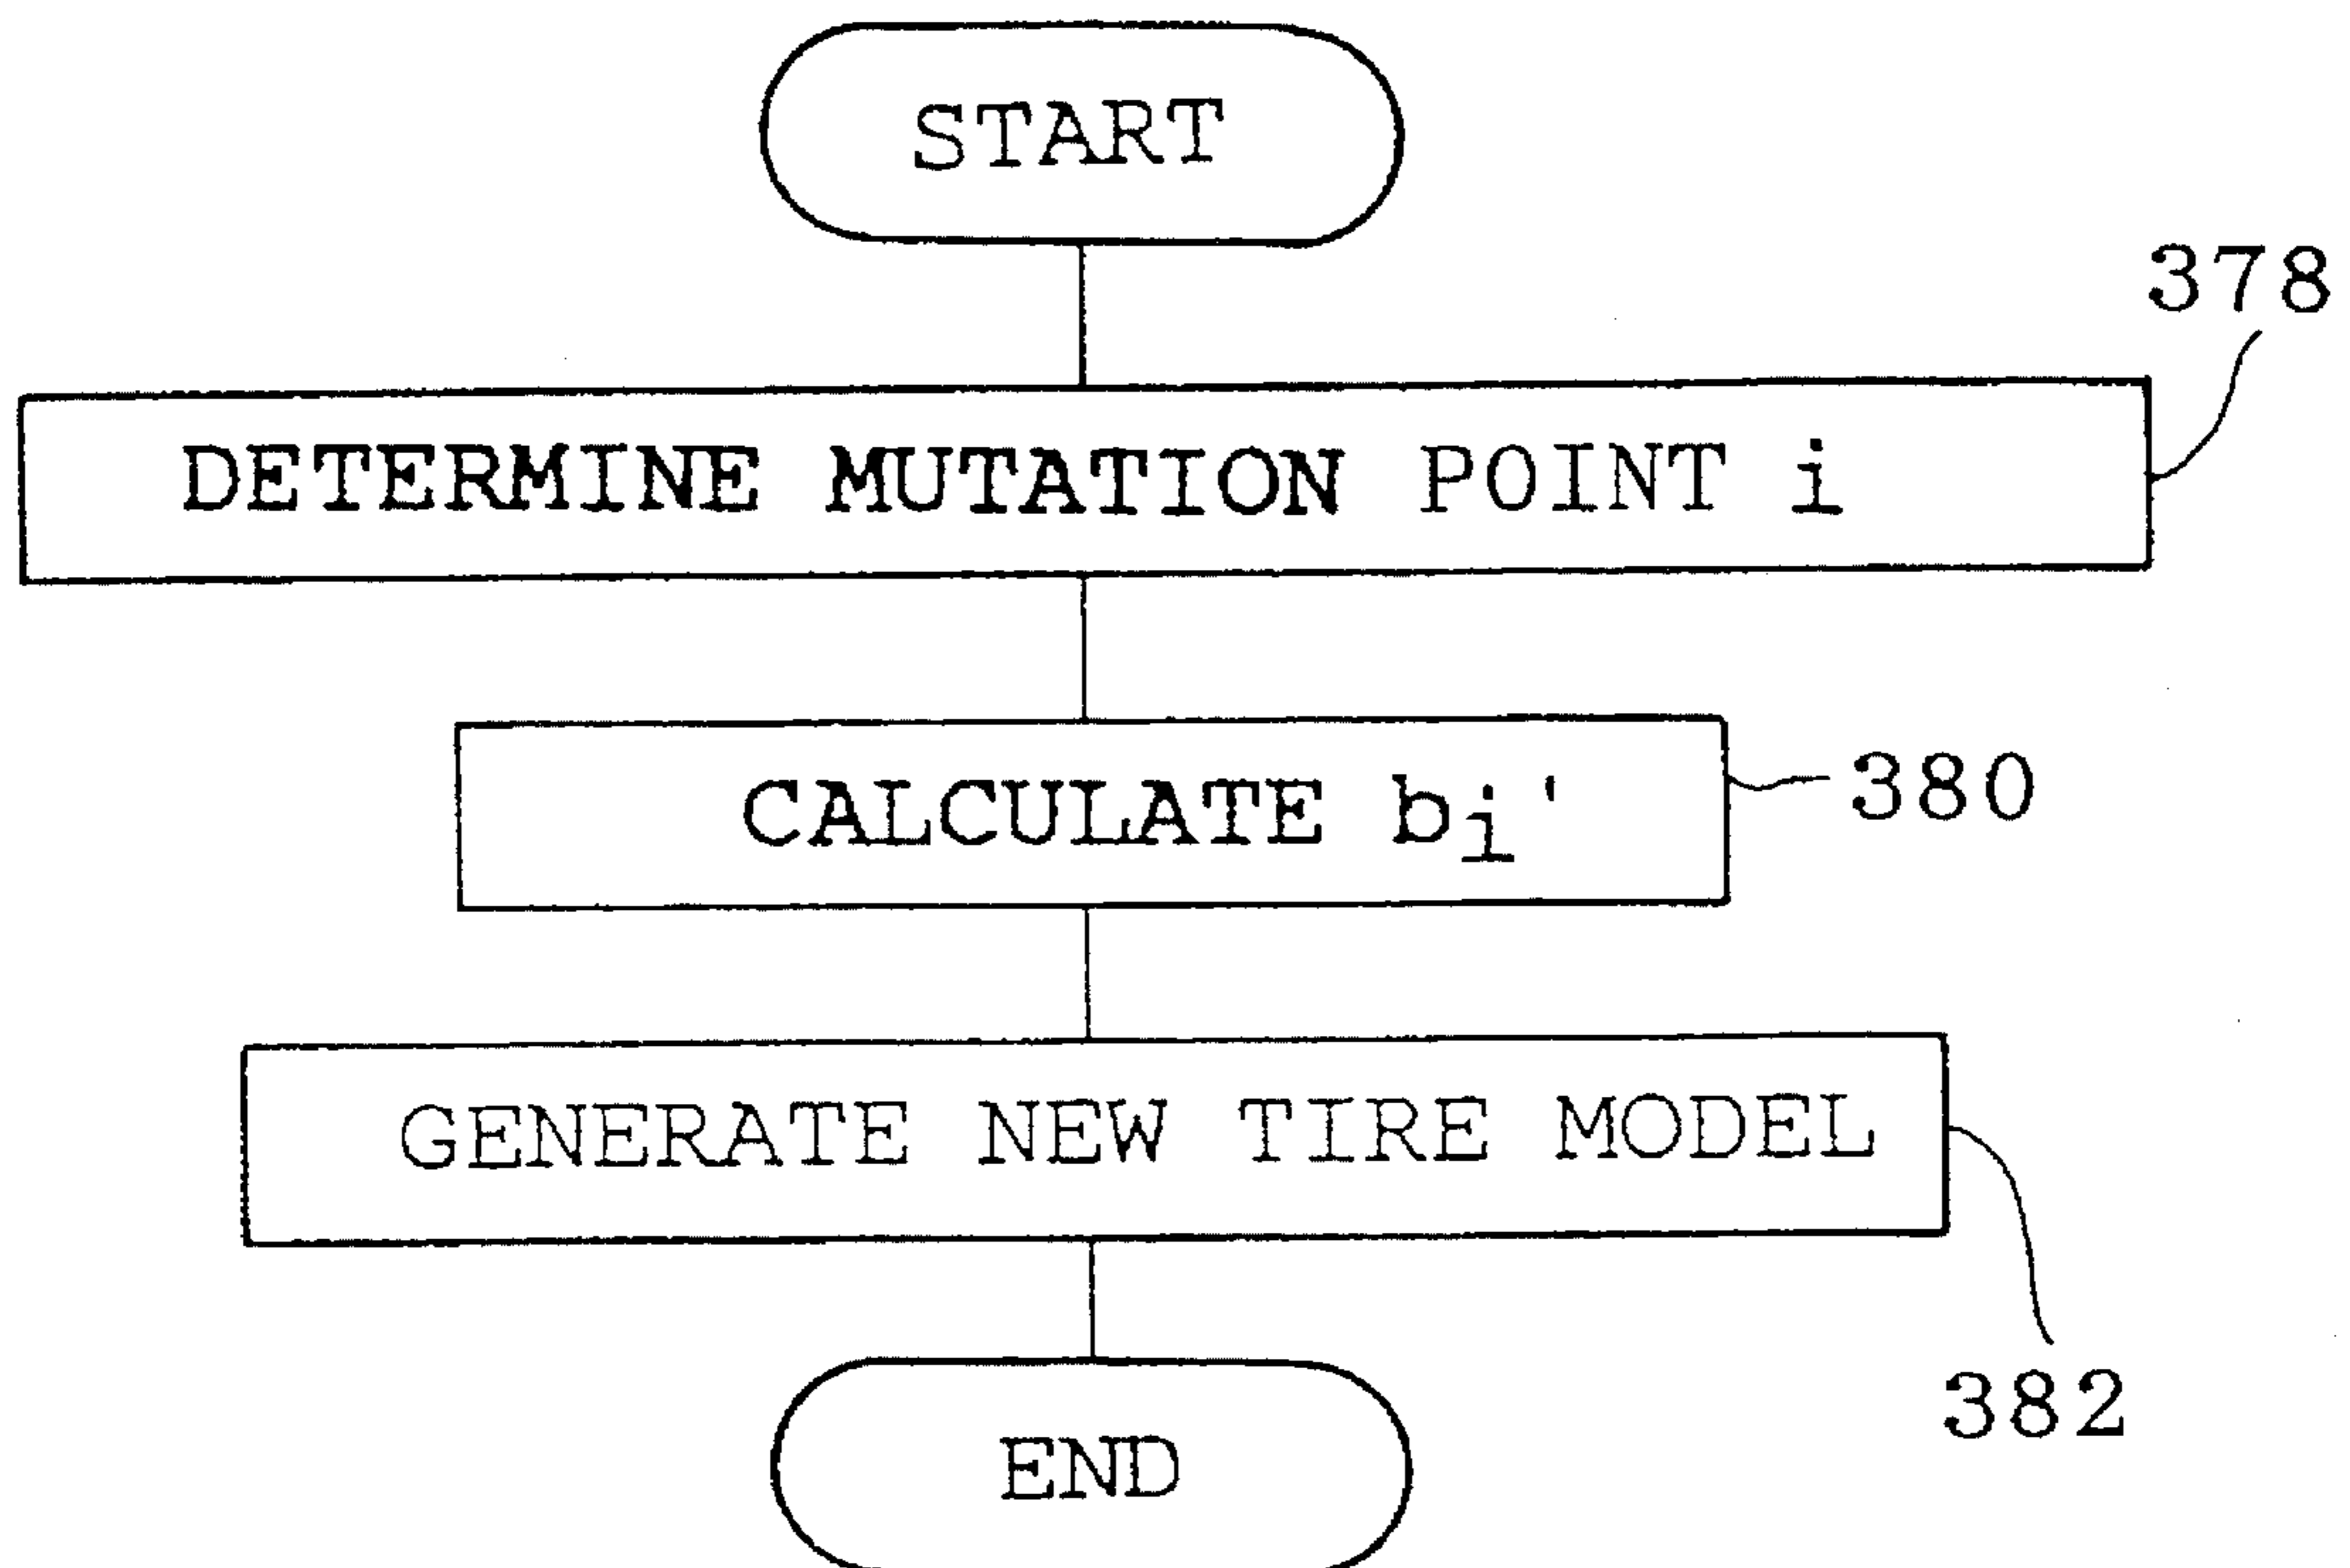 START
378
DETERMINE MUTATION POINT i
CALCULATE bi'
380
GENERATE NEW TIRE MODEL
382
END